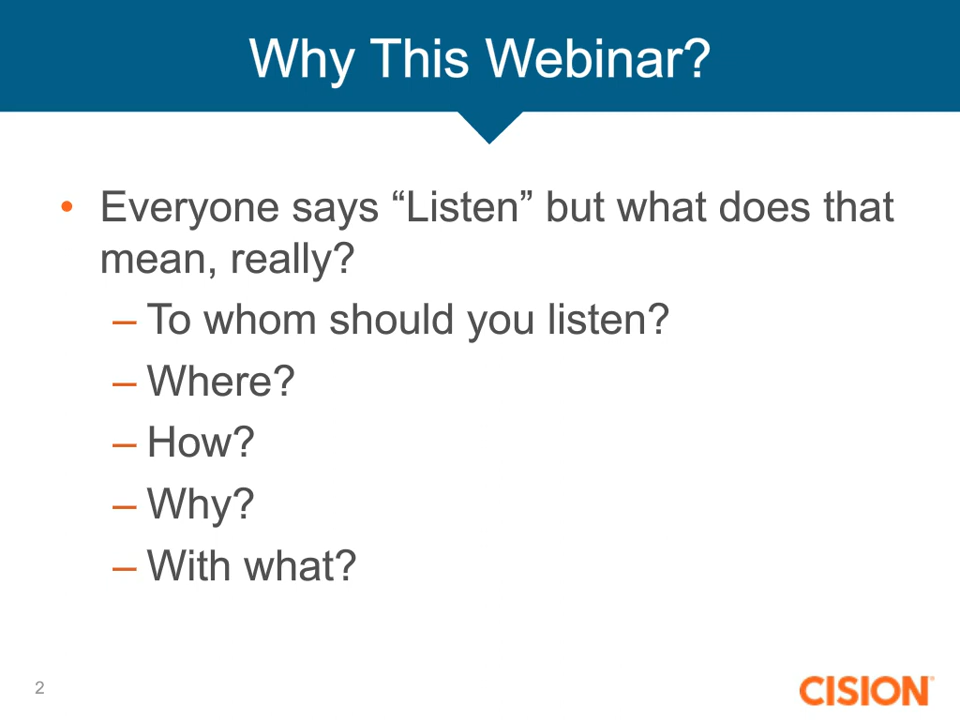 Why This Webinar?
• Everyone says “Listen” but what does that
mean, really?
– To whom should you listen?
– Where?
– How?
– Why?
– With what?
2
CISION®